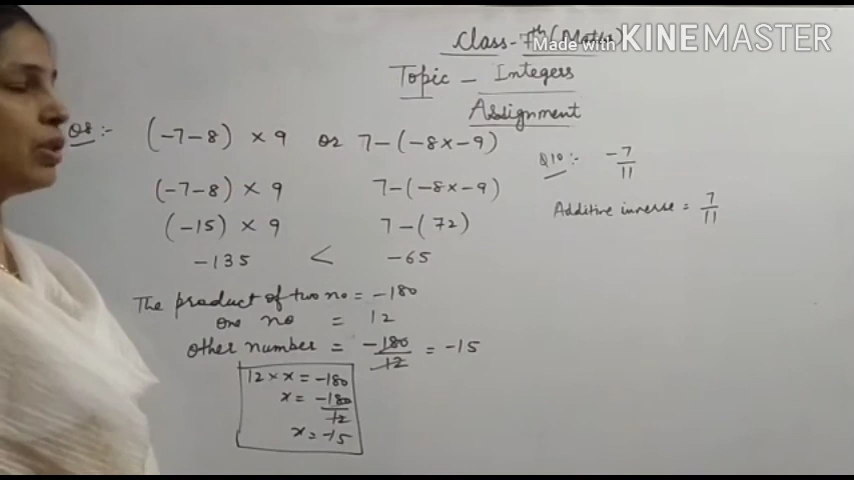 Class-7th (Maths)
Made with KINEMASTER
Topic - Integers
Assignment
Q8:- (-7-8) × 9 or 7-(-8×-9)
(-7-8) × 9 7-(-8×-9)
(-15) × 9 7-(72)
-135 < -65
The product of two no = -180
one no = 12
other number = -180/12 = -15
12 × x = -180
x = -180/12
x = -15
Q10:- -7/11
Additive inverse = 7/11